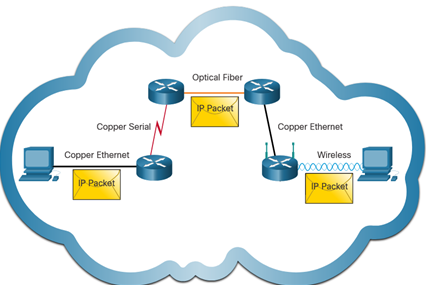 Optical Fiber
IP Packet
Copper Serial
Copper Ethernet
Copper Ethernet
Wireless
IP Packet
IP Packet